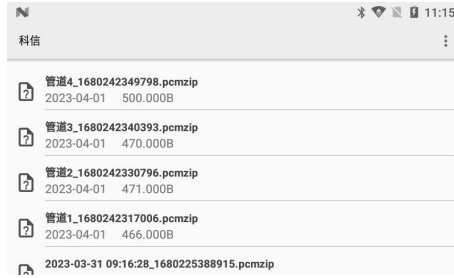 11:15
科信
管道4_1680242349798.pcmzip
2023-04-01 500.000B
管道3_1680242340393.pcmzip
2023-04-01 470.000B
管道2_1680242330796.pcmzip
2023-04-01 471.000B
管道1_1680242317006.pcmzip
2023-04-01 466.000B
2023-03-31 09:16:28_1680225388915.pcmzip